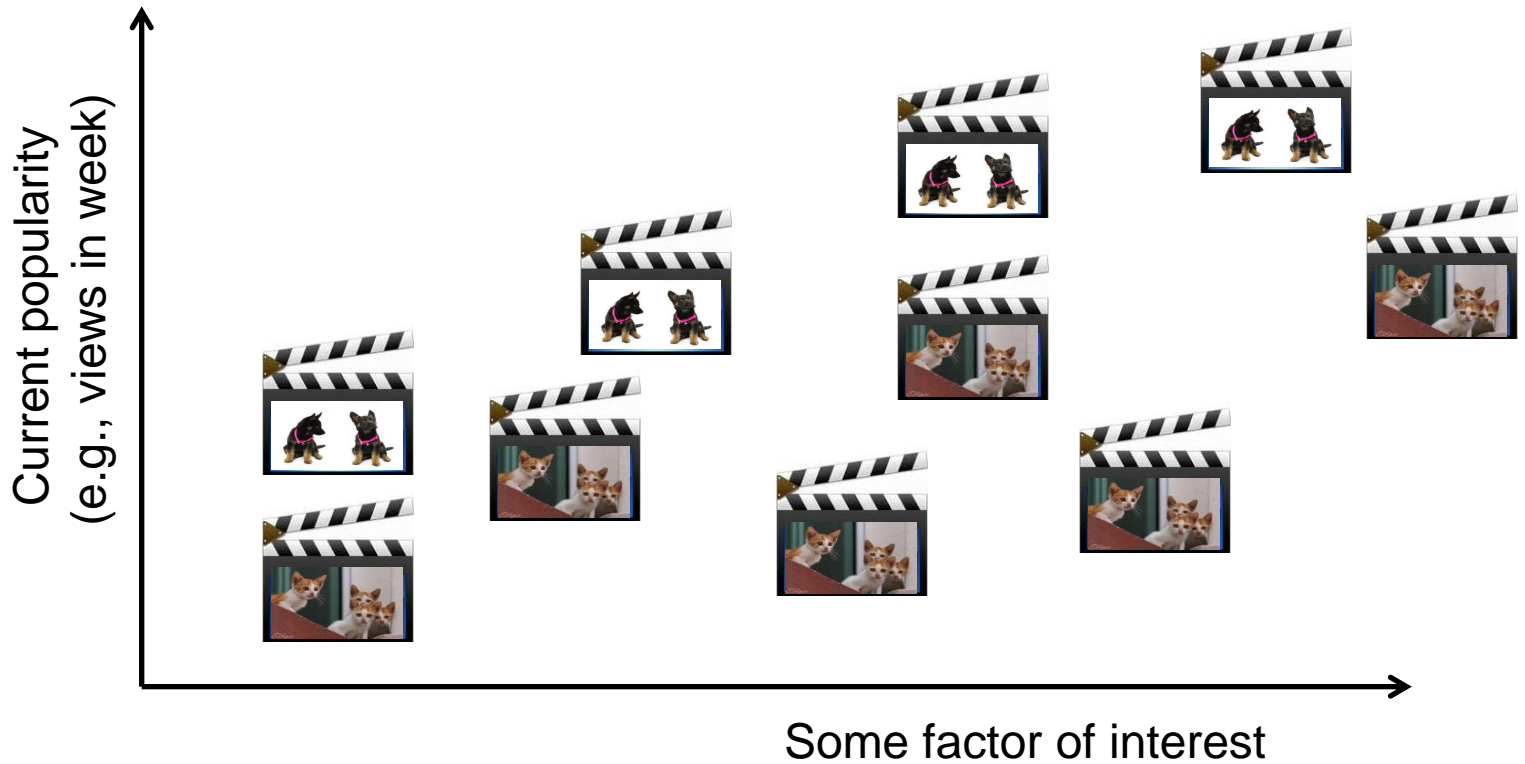 Current popularity
(e.g., views in week)
Some factor of interest